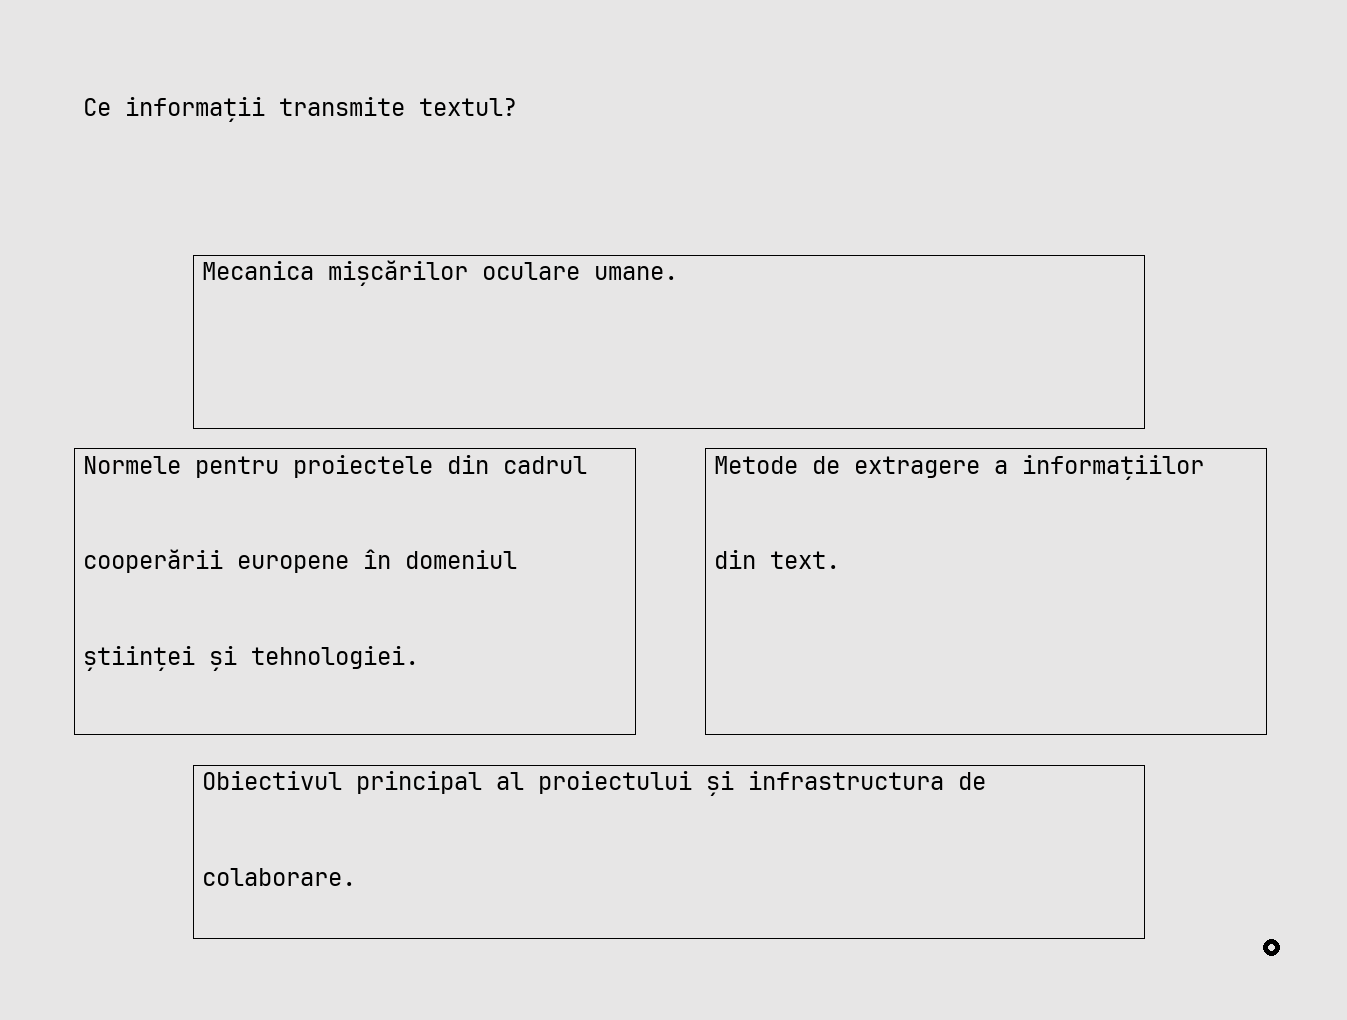 Ce informații transmite textul?
Mecanica mișcărilor oculare umane.
Normele pentru proiectele din cadrul
cooperării europene în domeniul
științei și tehnologiei.
Metode de extragere a informațiilor
din text.
Obiectivul principal al proiectului și infrastructura de
colaborare.